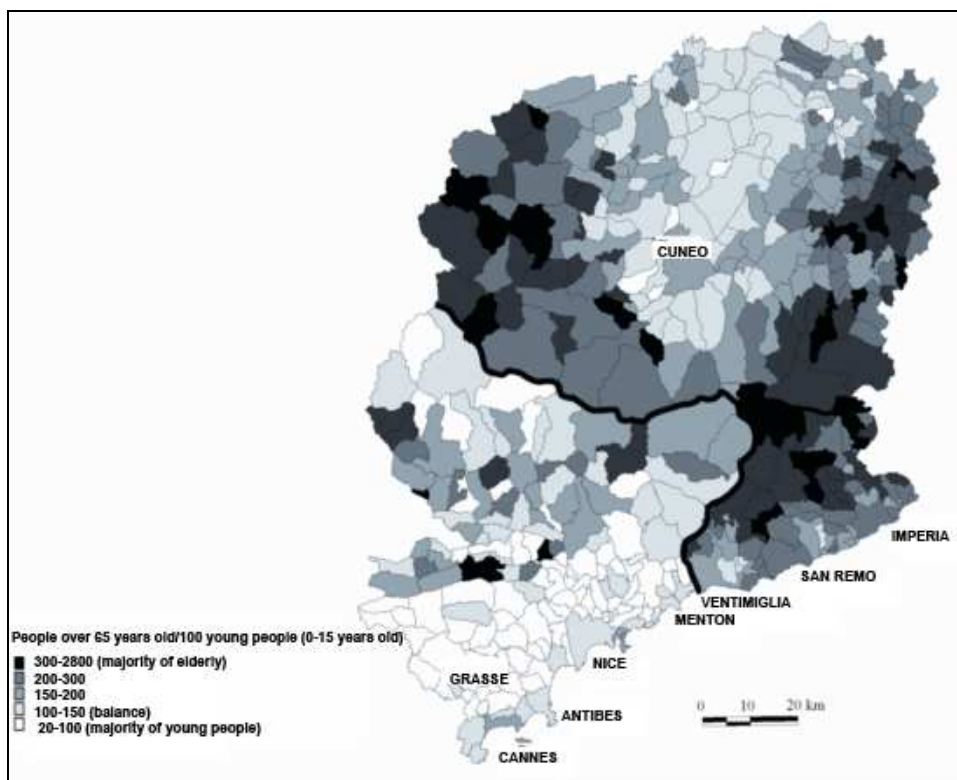 CUNEO
IMPERIA
SAN REMO
VENTIMIGLIA
MENTON
People over 65 years old/100 young people (0-15 years old)
300-2800 (majority of elderly)
200-300
150-200
100-150 (balance)
20-100 (majority of young people)
NICE
GRASSE
ANTIBES
CANNES
0 10 20 km